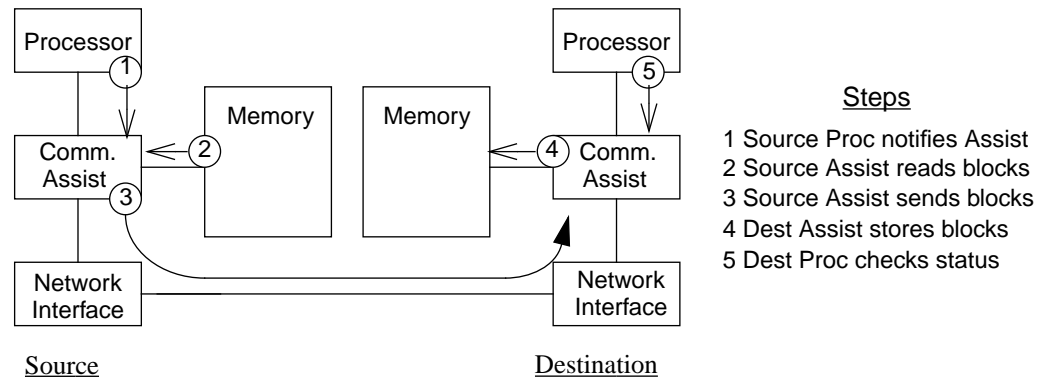 Processor
1
Memory
Comm.
Assist
2
3
Network
Interface
Source
Processor
5
Memory
4
Comm.
Assist
Network
Interface
Destination
Steps
1 Source Proc notifies Assist
2 Source Assist reads blocks
3 Source Assist sends blocks
4 Dest Assist stores blocks
5 Dest Proc checks status